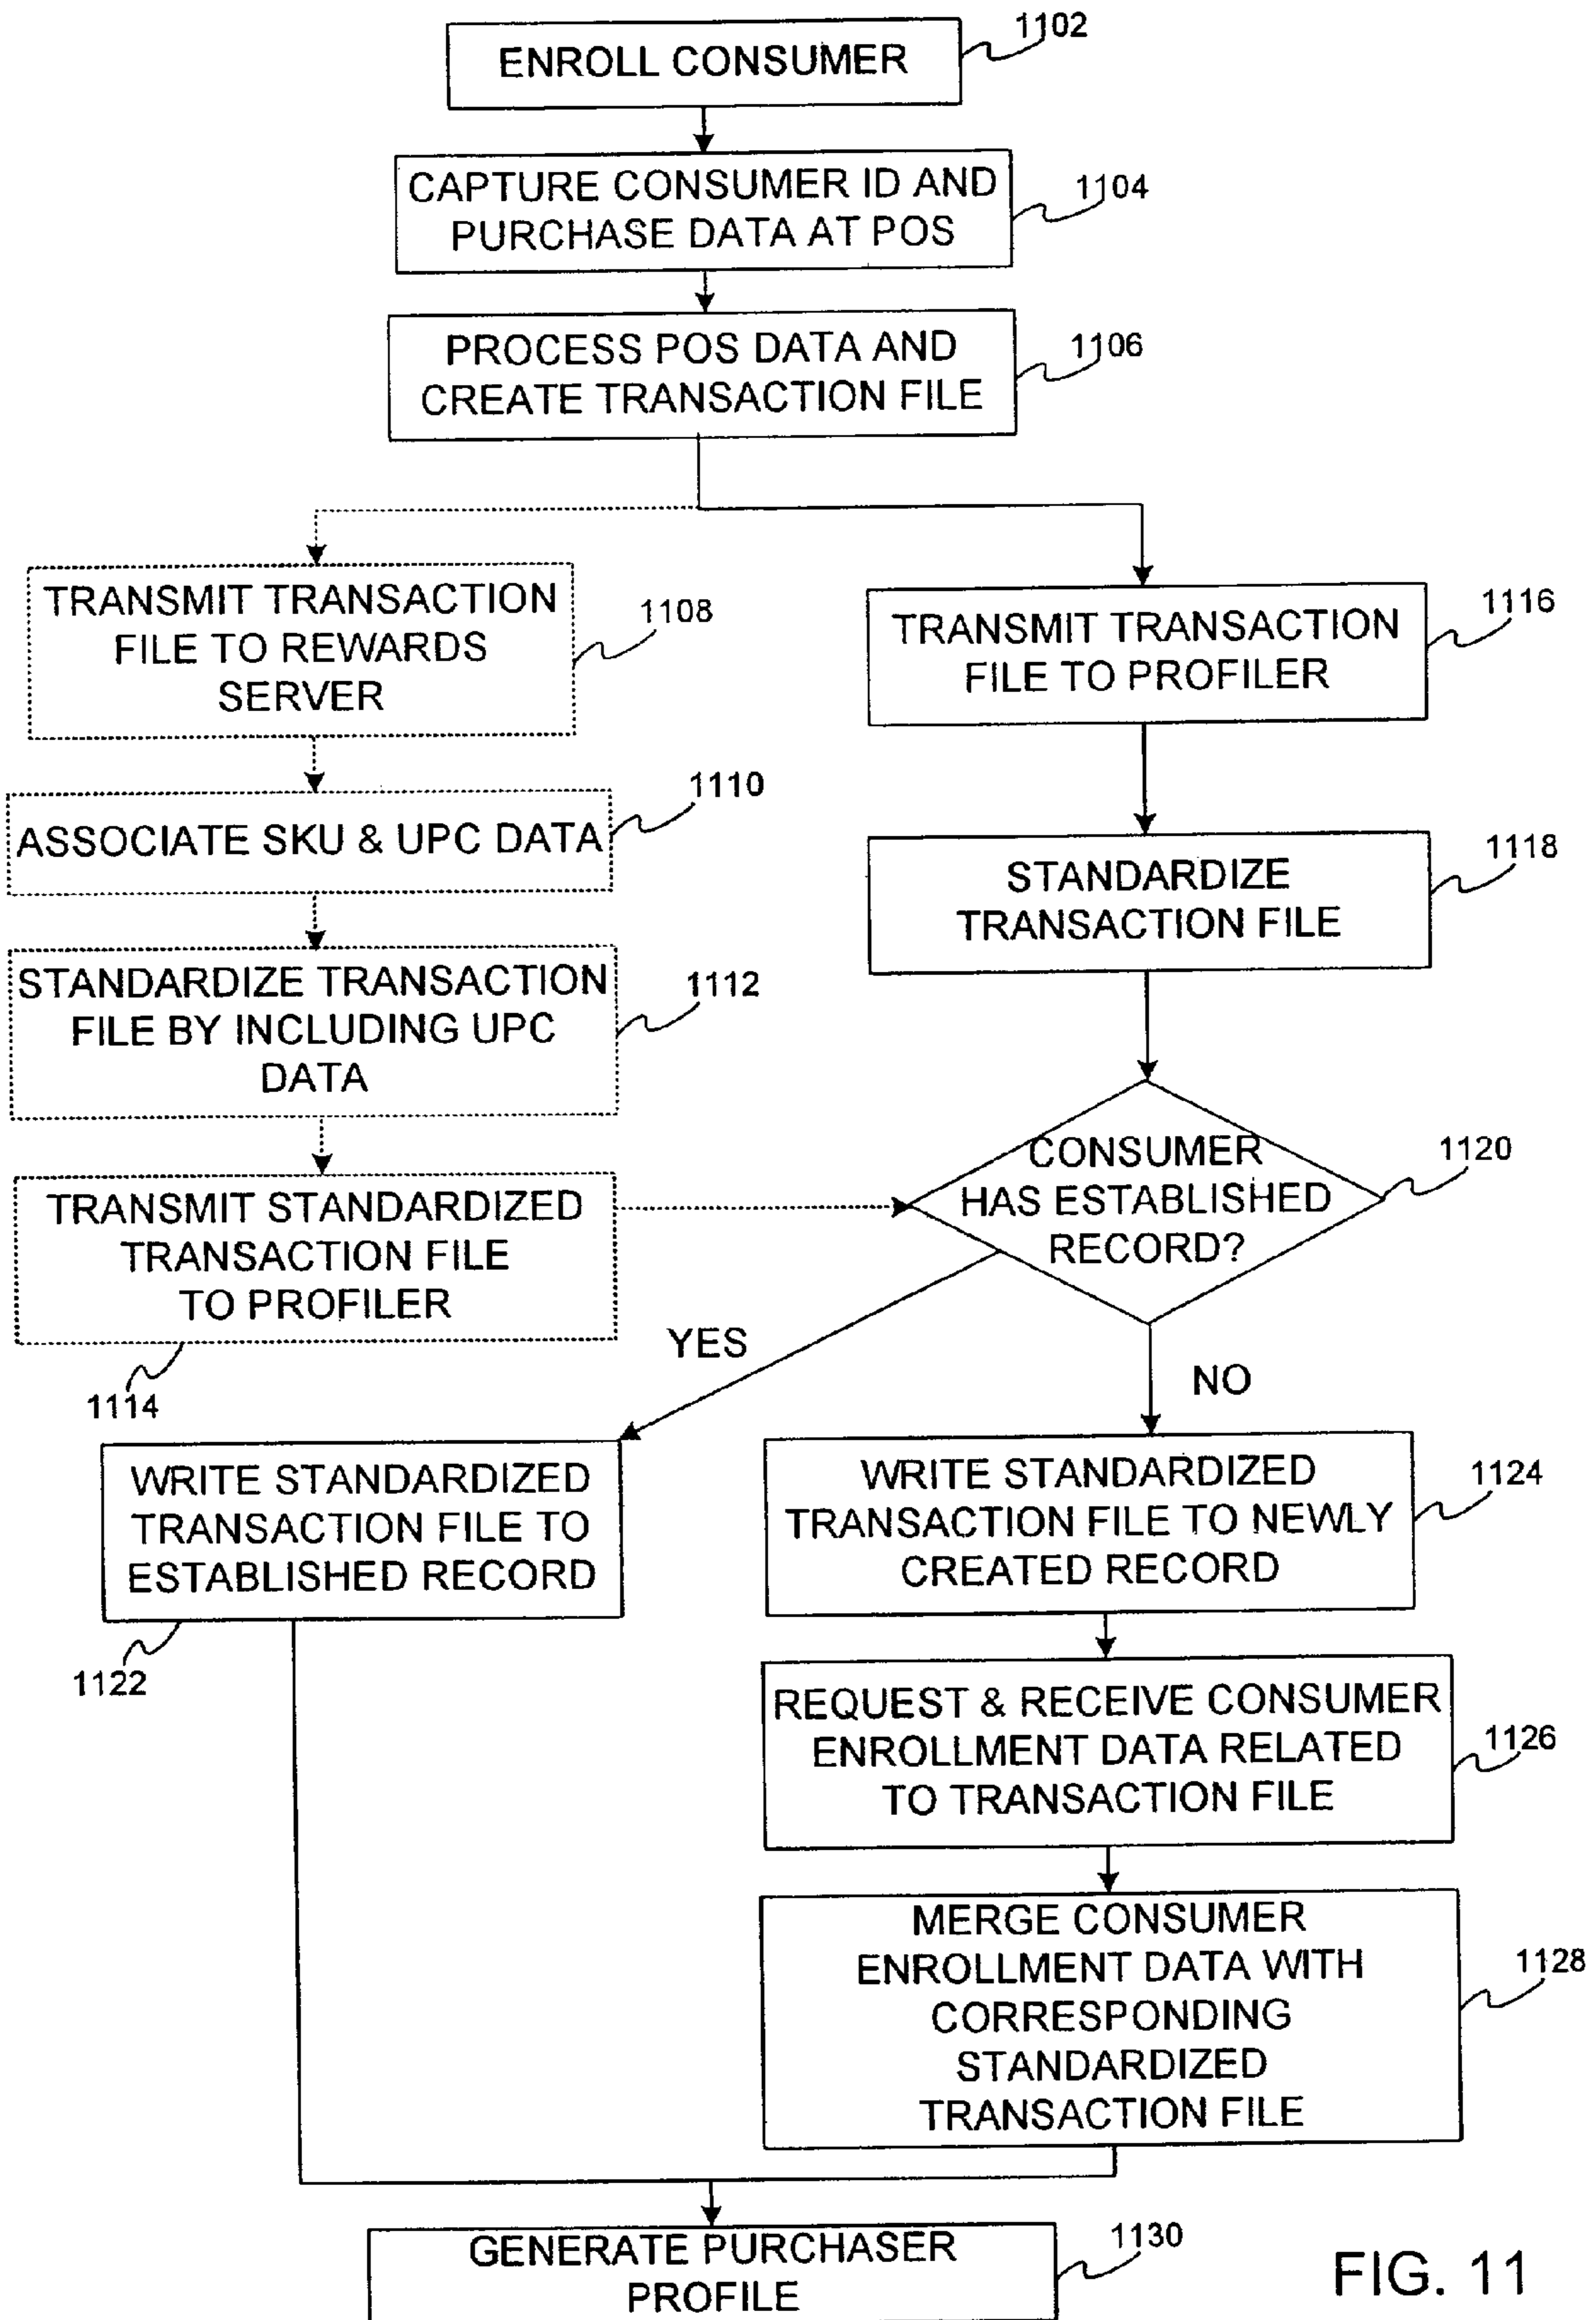 ENROLL CONSUMER
1102
CAPTURE CONSUMER ID AND
PURCHASE DATA AT POS
1104
PROCESS POS DATA AND
CREATE TRANSACTION FILE
1106
TRANSMIT TRANSACTION
FILE TO REWARDS
SERVER
1108
TRANSMIT TRANSACTION
FILE TO PROFILER
1116
ASSOCIATE SKU & UPC DATA
1110
STANDARDIZE
TRANSACTION FILE
1118
STANDARDIZE TRANSACTION
FILE BY INCLUDING UPC
DATA
1112
CONSUMER
HAS ESTABLISHED
RECORD?
1120
TRANSMIT STANDARDIZED
TRANSACTION FILE
TO PROFILER
1114
YES
NO
WRITE STANDARDIZED
TRANSACTION FILE TO
ESTABLISHED RECORD
1122
WRITE STANDARDIZED
TRANSACTION FILE TO NEWLY
CREATED RECORD
1124
REQUEST & RECEIVE CONSUMER
ENROLLMENT DATA RELATED
TO TRANSACTION FILE
1126
MERGE CONSUMER
ENROLLMENT DATA WITH
CORRESPONDING
STANDARDIZED
TRANSACTION FILE
1128
GENERATE PURCHASER
PROFILE
1130
FIG. 11